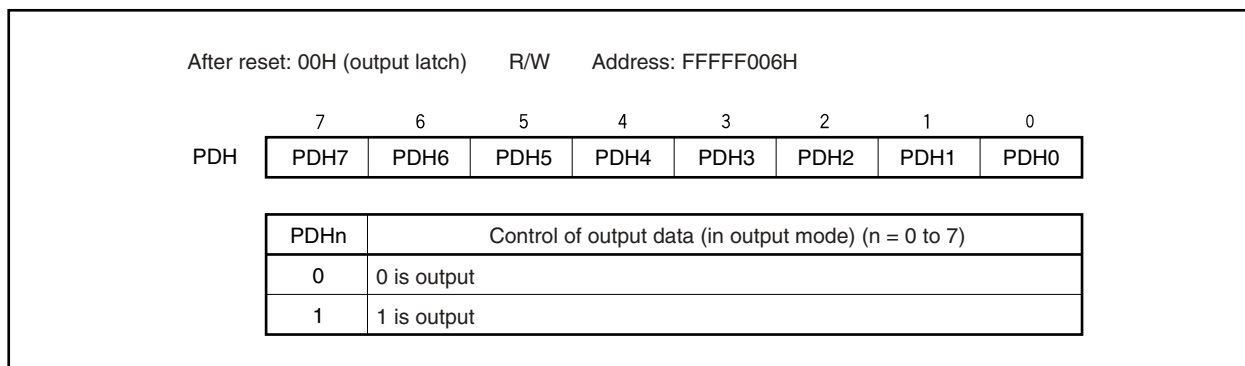 After reset: 00H (output latch) R/W Address: FFFFF006H
7 6 5 4 3 2 1 0
PDH PDH7 PDH6 PDH5 PDH4 PDH3 PDH2 PDH1 PDH0
PDHn Control of output data (in output mode) (n = 0 to 7)
0 0 is output
1 1 is output